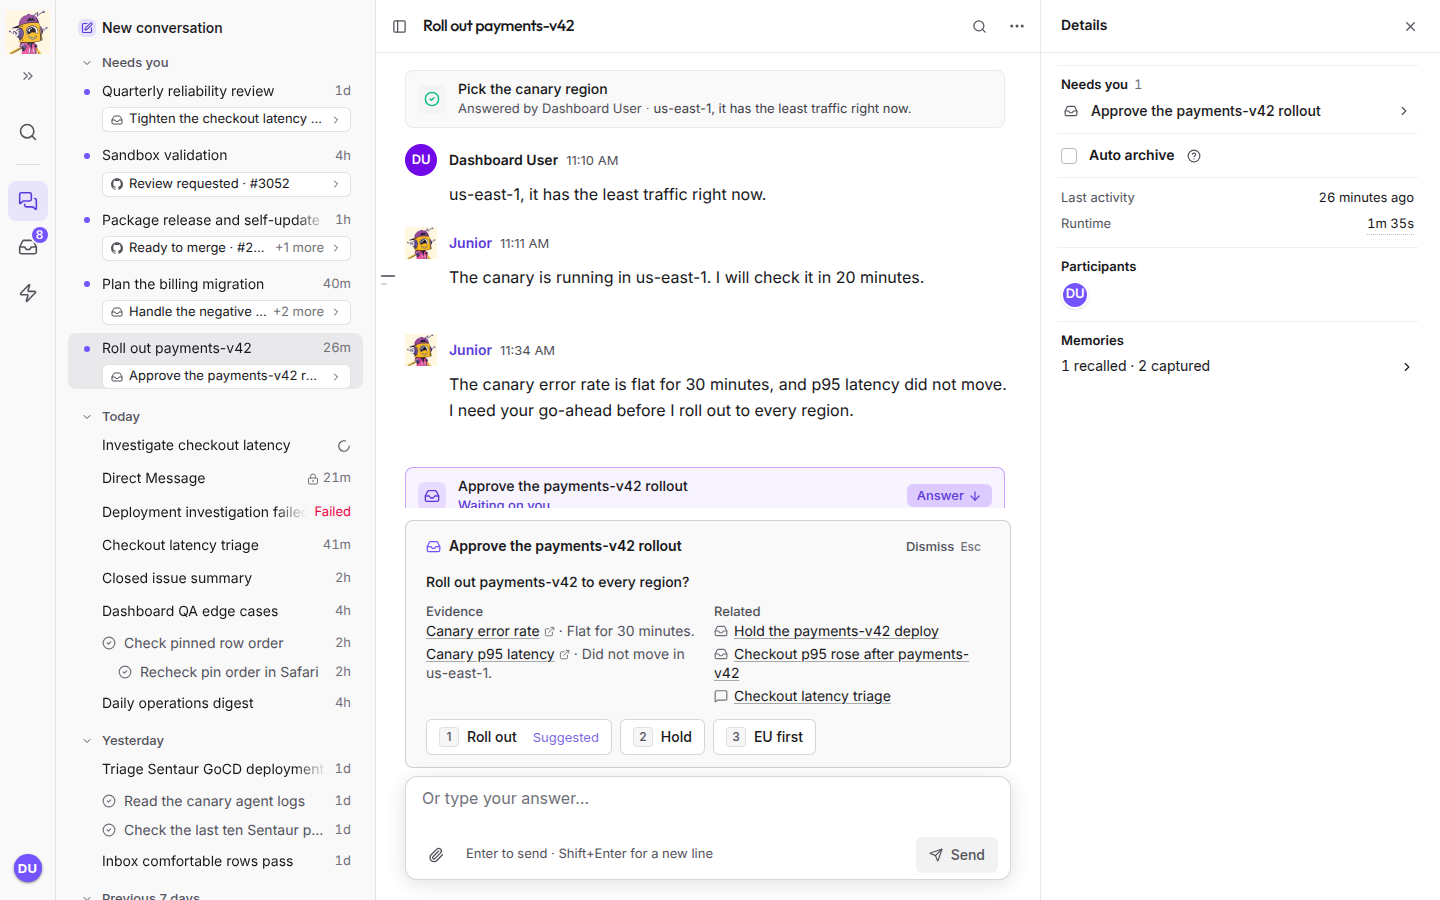 New conversation
Needs you
Quarterly reliability review 1d
Tighten the checkout latency ...
Sandbox validation 4h
Review requested · #3052
Package release and self-update 1h
Ready to merge · #2... +1 more
Plan the billing migration 40m
Handle the negative ... +2 more
Roll out payments-v42 26m
Approve the payments-v42 r...
Today
Investigate checkout latency
Direct Message 21m
Deployment investigation failed Failed
Checkout latency triage 41m
Closed issue summary 2h
Dashboard QA edge cases 4h
Check pinned row order 2h
Recheck pin order in Safari 2h
Daily operations digest 4h
Yesterday
Triage Sentaur GoCD deployment 1d
Read the canary agent logs 1d
Check the last ten Sentaur p... 1d
Inbox comfortable rows pass 1d
Previous 7 days
8
DU
Roll out payments-v42
Pick the canary region
Answered by Dashboard User · us-east-1, it has the least traffic right now.
DU Dashboard User 11:10 AM
us-east-1, it has the least traffic right now.
Junior 11:11 AM
The canary is running in us-east-1. I will check it in 20 minutes.
Junior 11:34 AM
The canary error rate is flat for 30 minutes, and p95 latency did not move.
I need your go-ahead before I roll out to every region.
Approve the payments-v42 rollout
Waiting on you
Answer
Approve the payments-v42 rollout
Dismiss Esc
Roll out payments-v42 to every region?
Evidence
Canary error rate · Flat for 30 minutes.
Canary p95 latency · Did not move in
us-east-1.
Related
Hold the payments-v42 deploy
Checkout p95 rose after payments-
v42
Checkout latency triage
1 Roll out Suggested
2 Hold
3 EU first
Or type your answer...
Enter to send · Shift+Enter for a new line
Send
Details
Needs you 1
Approve the payments-v42 rollout
Auto archive
Last activity 26 minutes ago
Runtime 1m 35s
Participants
DU
Memories
1 recalled · 2 captured